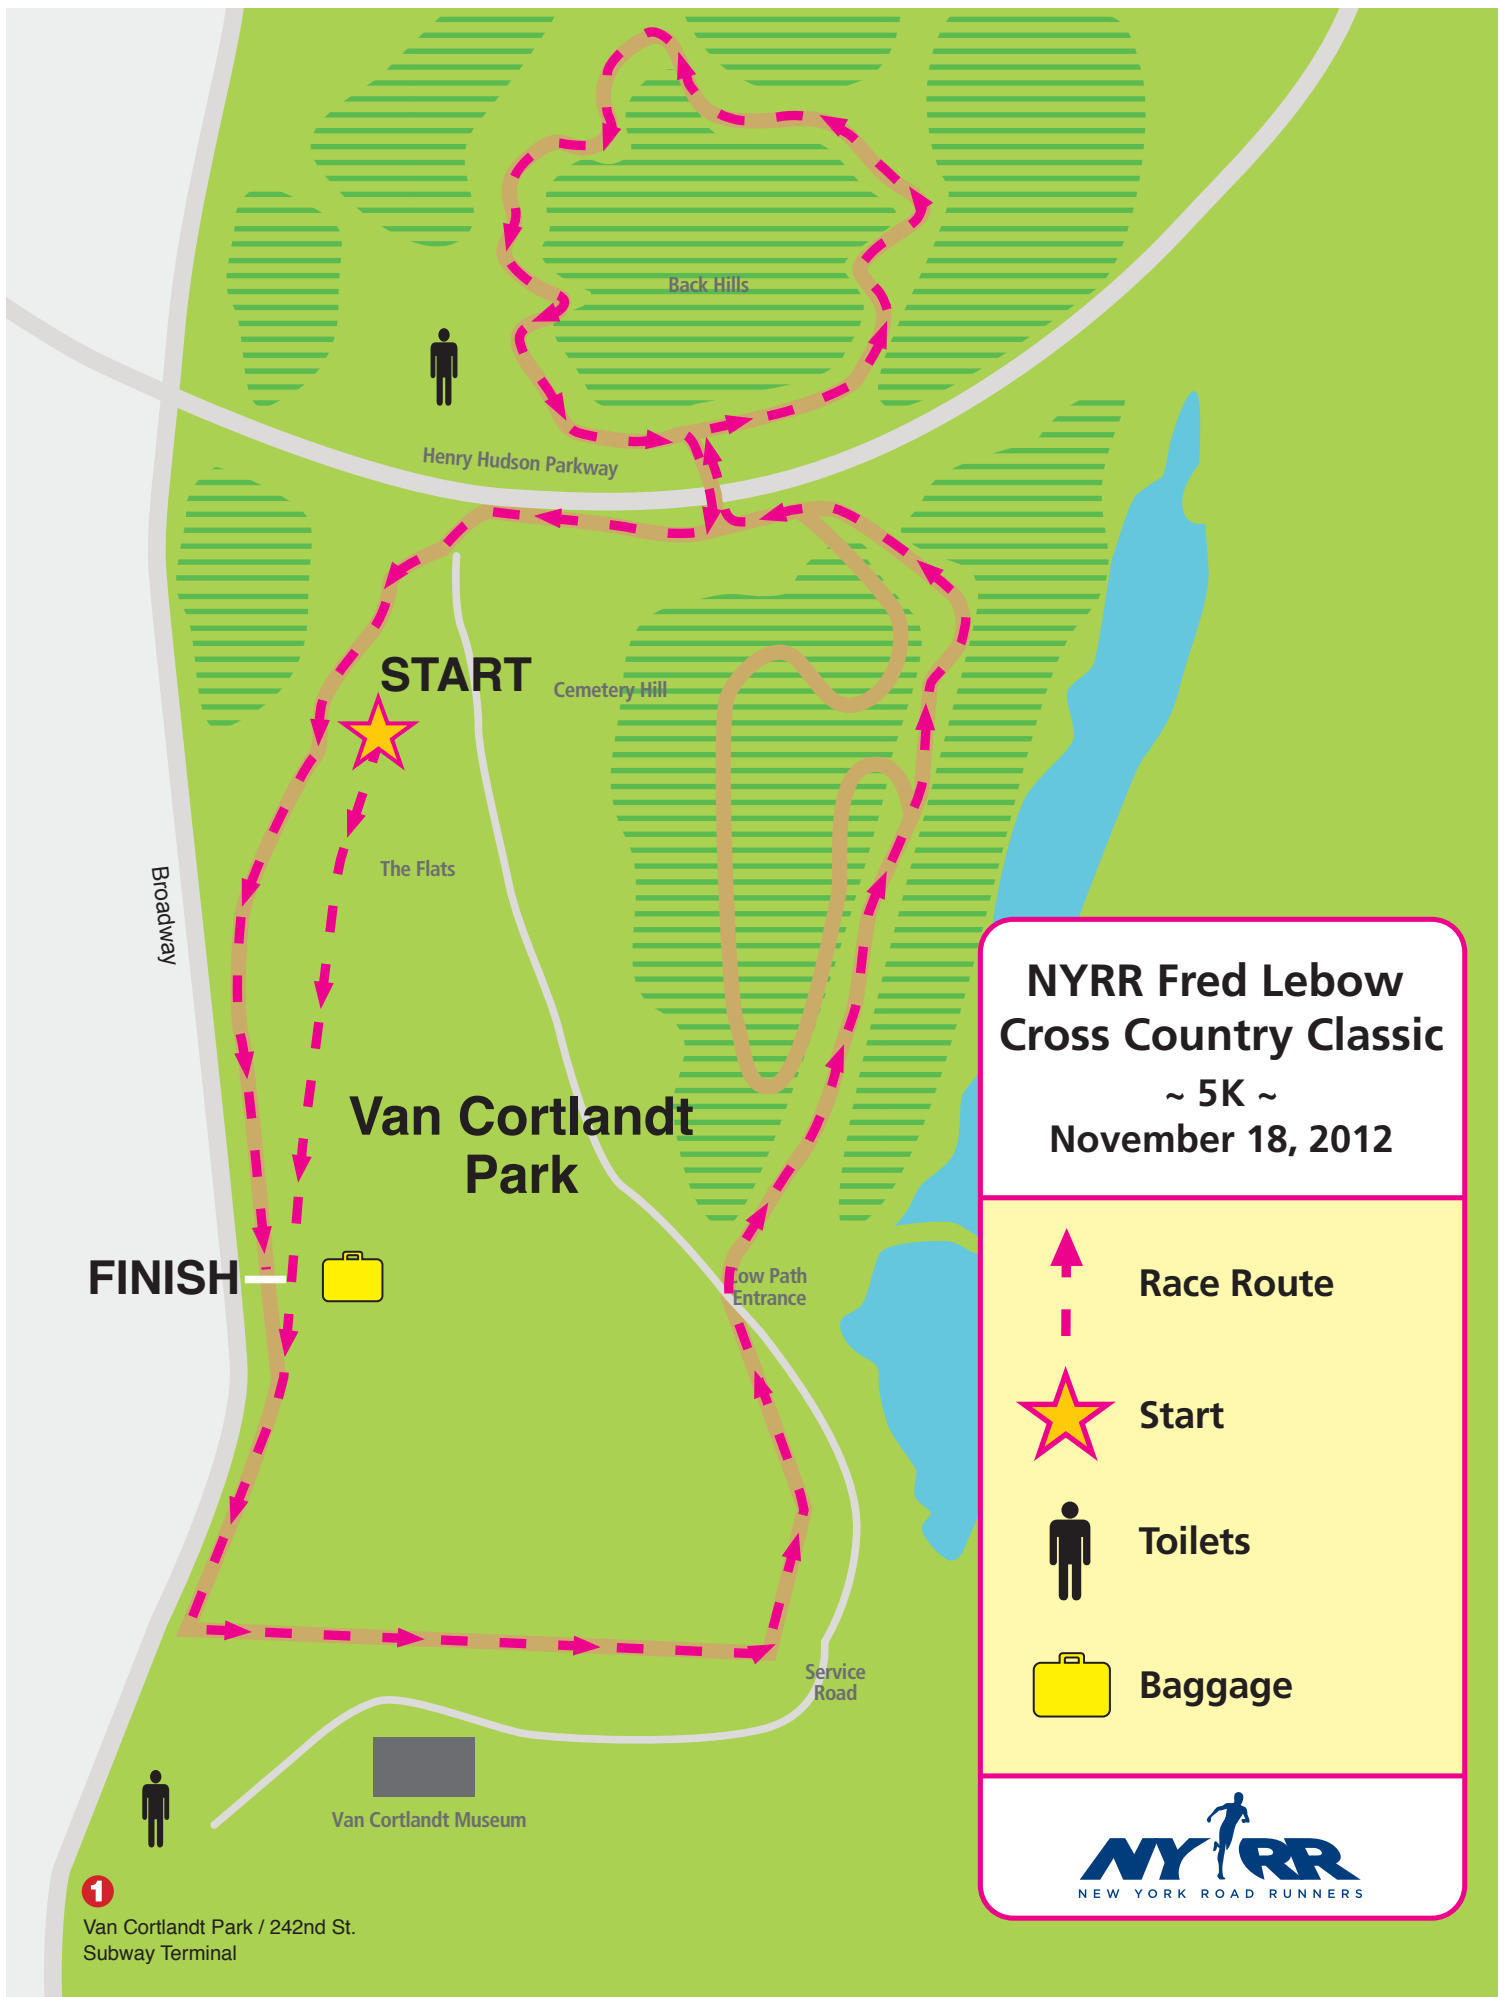 Back Hills
Henry Hudson Parkway
START
Cemetery Hill
The Flats
Broadway
Van Cortlandt
Park
FINISH
Cow Path
Entrance
Service
Road
Van Cortlandt Museum
1
Van Cortlandt Park / 242nd St.
Subway Terminal
NYRR Fred Lebow
Cross Country Classic
~ 5K ~
November 18, 2012
Race Route
Start
Toilets
Baggage
NYRR
NEW YORK ROAD RUNNERS